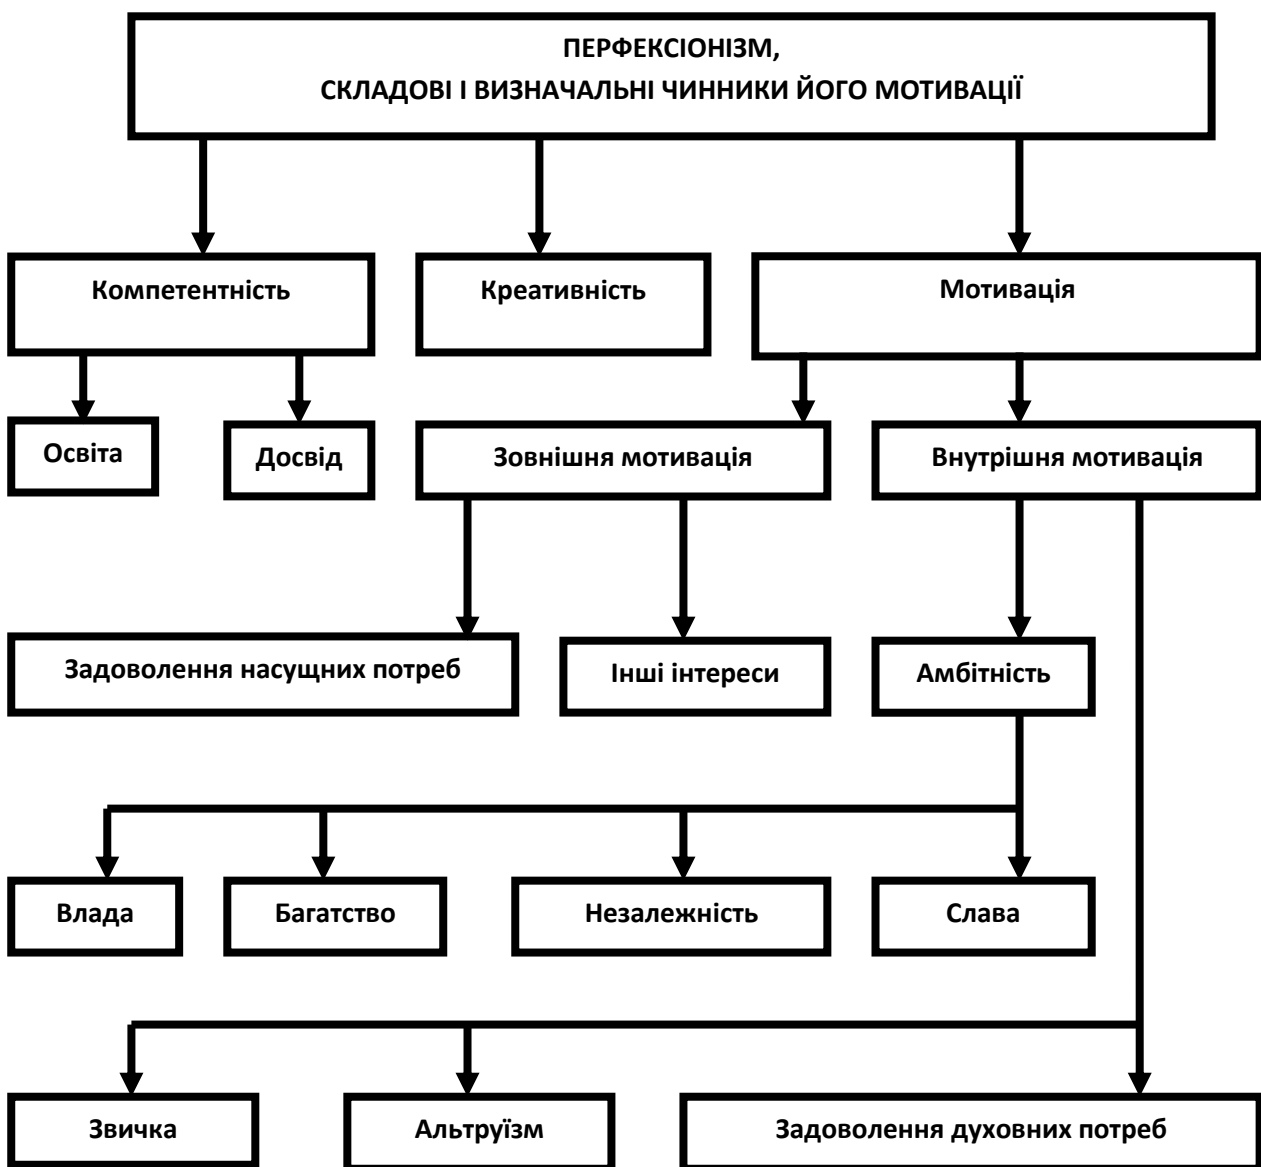 ПЕРФЕКСІОНІЗМ,
СКЛАДОВІ І ВИЗНАЧАЛЬНІ ЧИННИКИ ЙОГО МОТИВАЦІЇ
Компетентність
Креативність
Мотивація
Освіта
Досвід
Зовнішня мотивація
Внутрішня мотивація
Задоволення насущних потреб
Інші інтереси
Амбітність
Влада
Багатство
Незалежність
Слава
Звичка
Альтруїзм
Задоволення духовних потреб